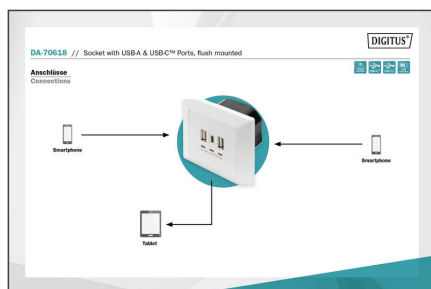 DIGITUS®
DA-70618 // Socket with USB-A & USB-C™ Ports, flush mounted
Anschlüsse
Connections
Smartphone
Smartphone
Tablet